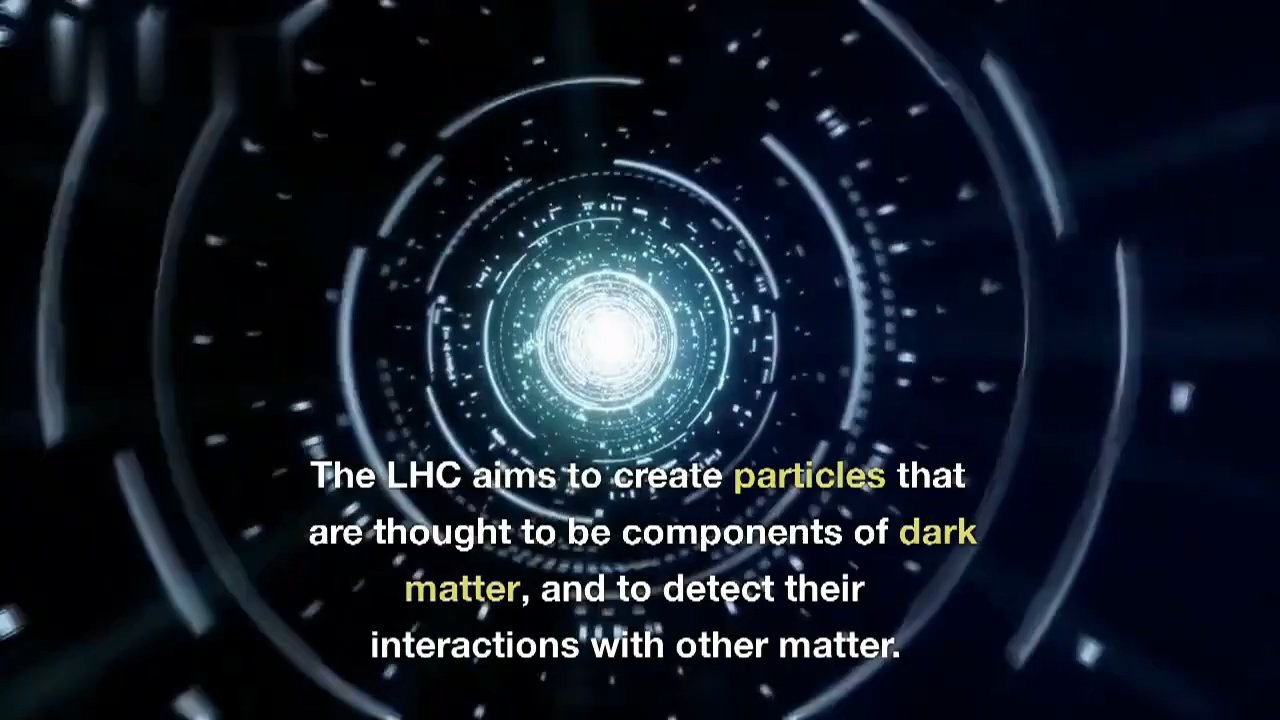 The LHC aims to create particles that
are thought to be components of dark
matter, and to detect their
interactions with other matter.